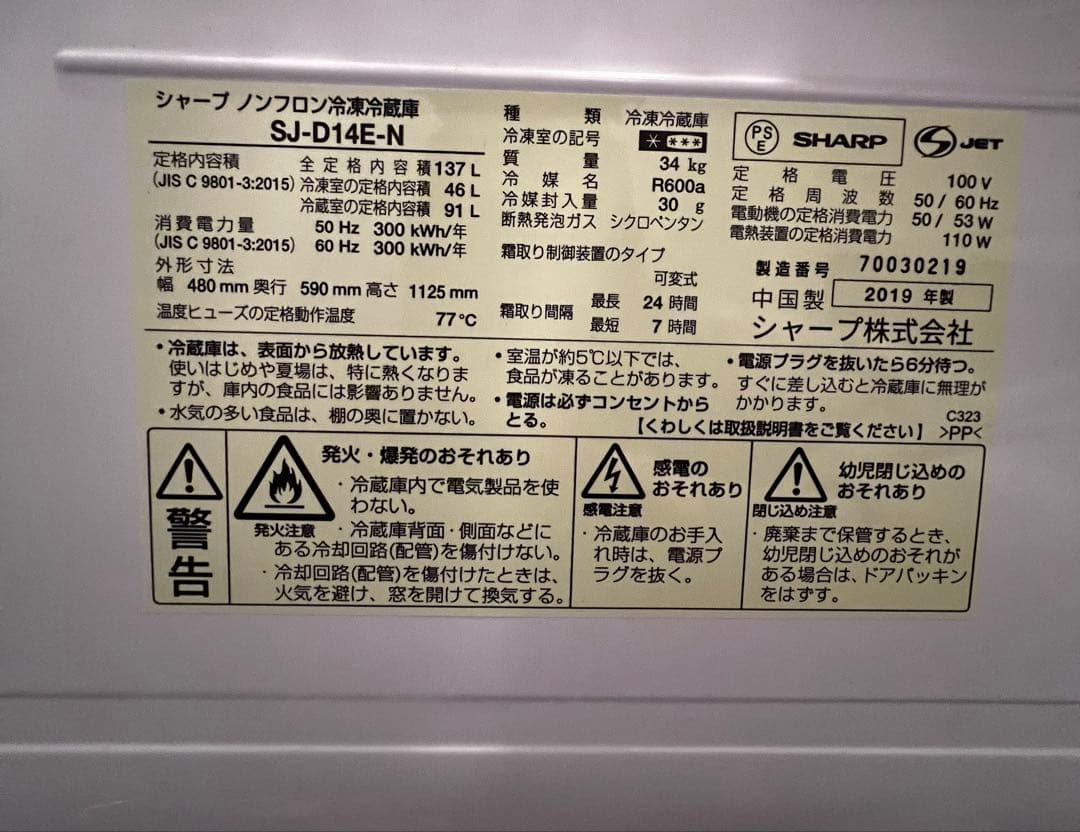 シャープ ノンフロン冷凍冷蔵庫
SJ-D14E-N
定格内容積 全定格内容積 137 L
(JIS C 9801-3:2015) 冷凍室の定格内容積 46 L
冷蔵室の定格内容積 91 L
消費電力量 50 Hz 300 kWh/年
(JIS C 9801-3:2015) 60 Hz 300 kWh/年
外形寸法
幅 480 mm 奥行 590 mm 高さ 1125 mm
温度ヒューズの定格動作温度 77℃
種類 冷凍冷蔵庫
冷凍室の記号 * ***
質量 34 kg
冷媒名 R600a
冷媒封入量 30 g
断熱発泡ガス シクロペンタン
霜取り制御装置のタイプ
可変式
霜取り間隔 最長 24 時間
最短 7 時間
PS E SHARP JET
定格電圧 100 V
定格周波数 50 / 60 Hz
電動機の定格消費電力 50 / 53 W
電熱装置の定格消費電力 110 W
製造番号 70030219
中国製 2019 年製
シャープ株式会社
・冷蔵庫は、表面から放熱しています。
使いはじめや夏場は、特に熱くなりま
すが、庫内の食品には影響ありません。
・水気の多い食品は、棚の奥に置かない。
・室温が約5℃以下では、
食品が凍ることがあります。
・電源は必ずコンセントから
とる。
・電源プラグを抜いたら6分待つ。
すぐに差し込むと冷蔵庫に無理が
かかります。
C323
【くわしくは取扱説明書をご覧ください】 >PP<
警告
発火注意
発火・爆発のおそれあり
・冷蔵庫内で電気製品を使
わない。
・冷蔵庫背面・側面などに
ある冷却回路(配管)を傷付けない。
・冷却回路(配管)を傷付けたときは、
火気を避け、窓を開けて換気する。
感電注意
感電の
おそれあり
・冷蔵庫のお手入
れ時は、電源プ
ラグを抜く。
閉じ込め注意
幼児閉じ込めの
おそれあり
・廃棄まで保管するとき、
幼児閉じ込めのおそれが
ある場合は、ドアパッキン
をはずす。